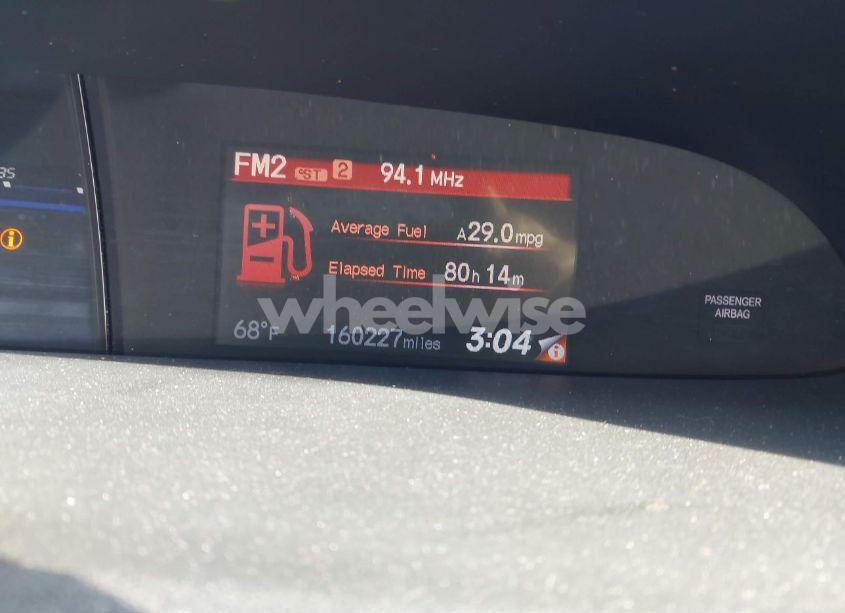 FM2 ST 2 94.1 MHz
Average Fuel A29.0mpg
Elapsed Time 80h 14m
wheelwise
68°F 160227miles 3:04
PASSENGER
AIRBAG